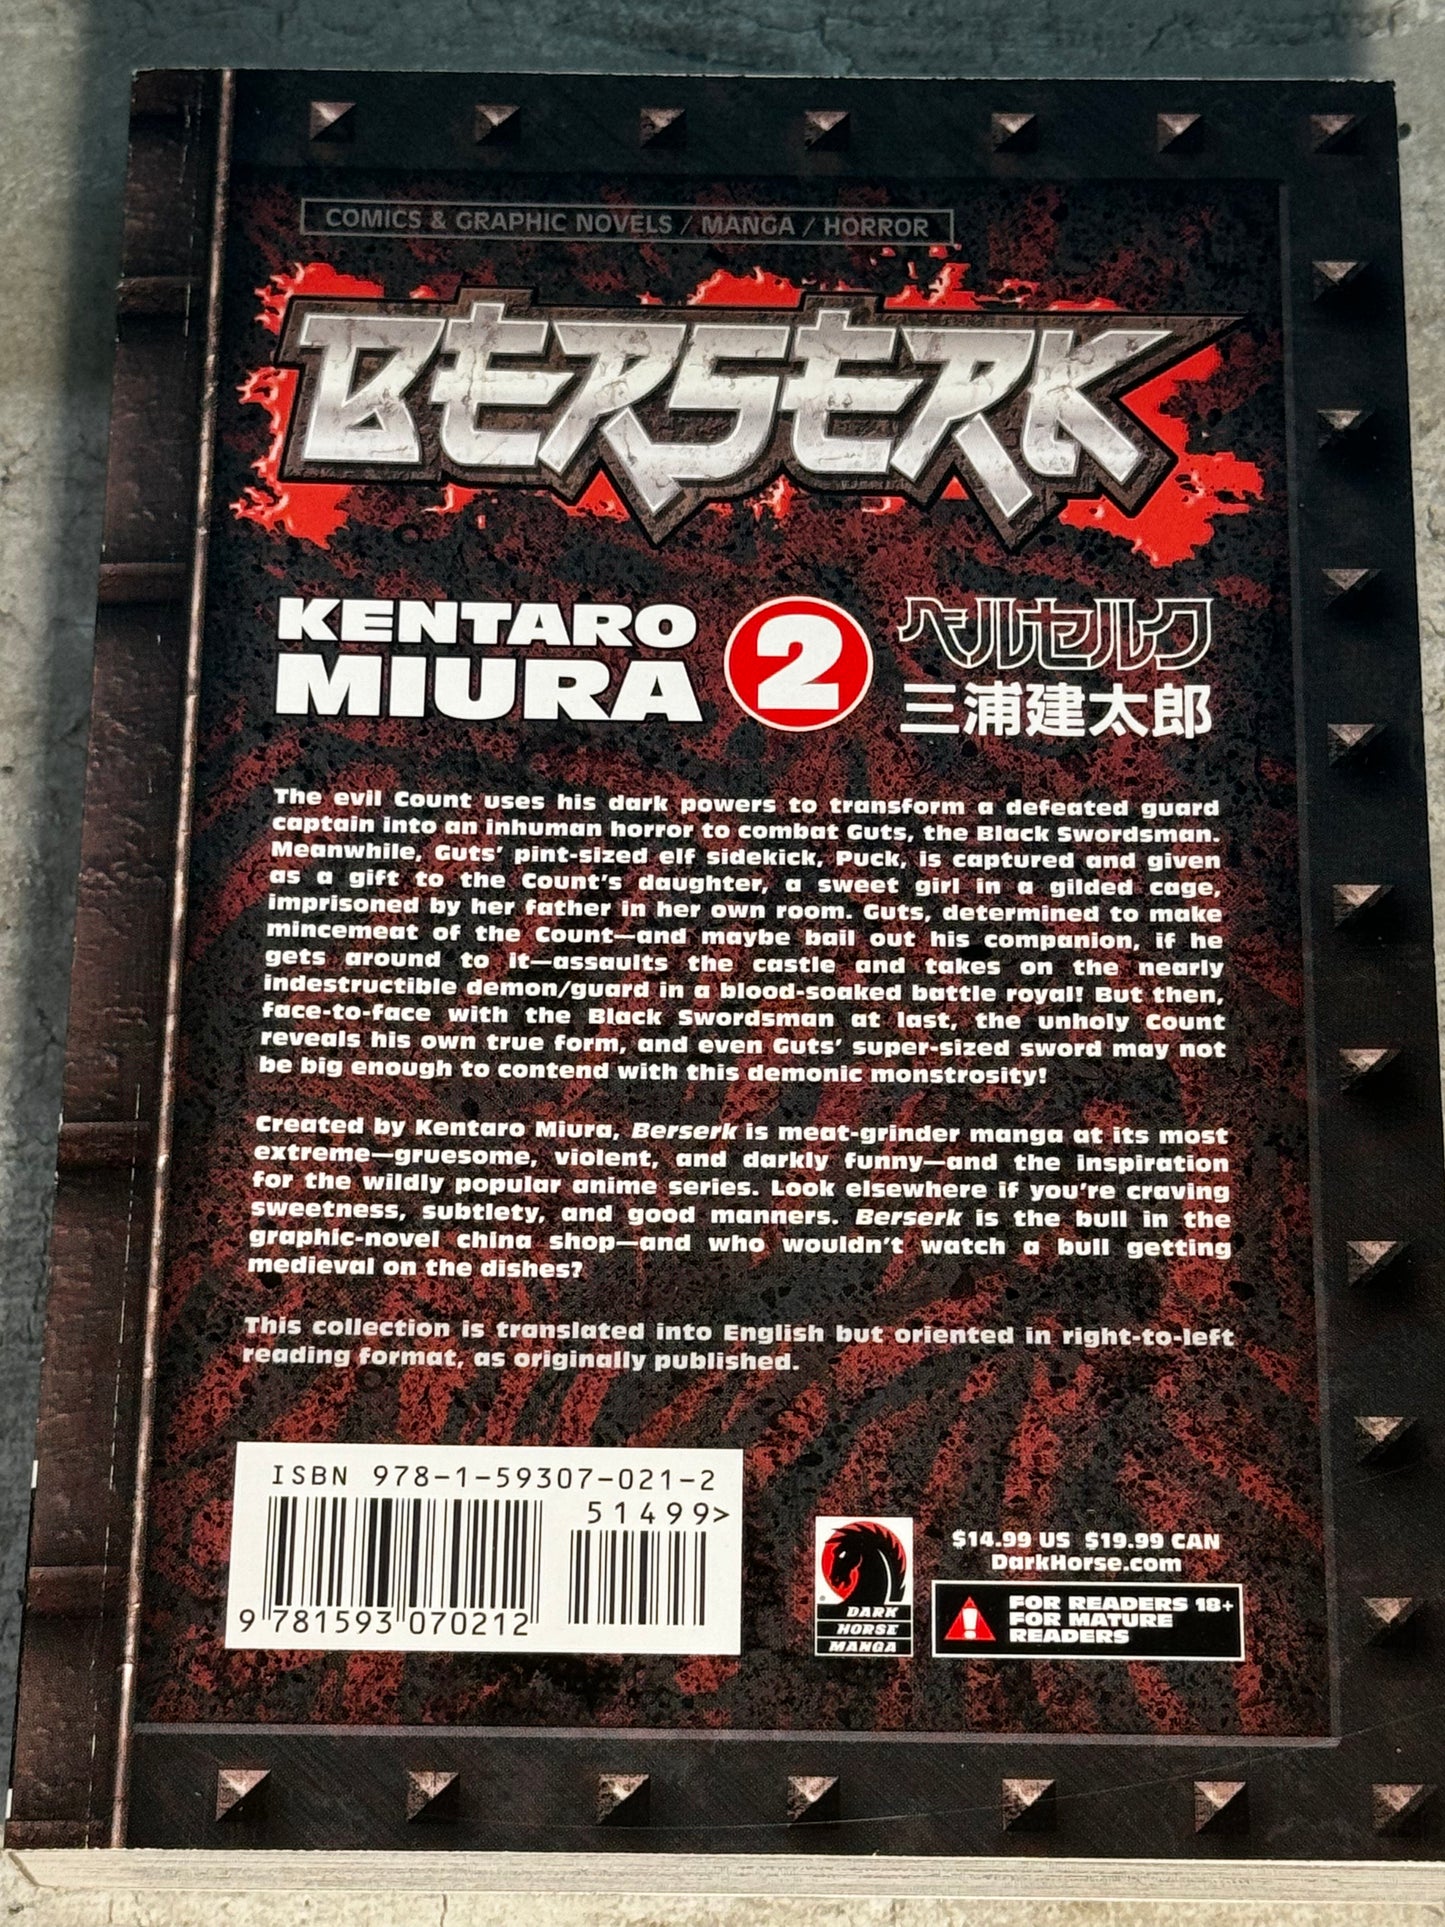 COMICS & GRAPHIC NOVELS / MANGA / HORROR
BERSERK
KENTARO
MIURA
2
ベルセルク
三浦建太郎
The evil Count uses his dark powers to transform a defeated guard
captain into an inhuman horror to combat Guts, the Black Swordsman.
Meanwhile, Guts' pint-sized elf sidekick, Puck, is captured and given
as a gift to the Count's daughter, a sweet girl in a gilded cage,
imprisoned by her father in her own room. Guts, determined to make
mincemeat of the Count—and maybe bail out his companion, if he
gets around to it—assaults the castle and takes on the nearly
indestructible demon/guard in a blood-soaked battle royal! But then,
face-to-face with the Black Swordsman at last, the unholy Count
reveals his own true form, and even Guts' super-sized sword may not
be big enough to contend with this demonic monstrosity!
Created by Kentaro Miura, Berserk is meat-grinder manga at its most
extreme—gruesome, violent, and darkly funny—and the inspiration
for the wildly popular anime series. Look elsewhere if you're craving
sweetness, subtlety, and good manners. Berserk is the bull in the
graphic-novel china shop—and who wouldn't watch a bull getting
medieval on the dishes?
This collection is translated into English but oriented in right-to-left
reading format, as originally published.
ISBN 978-1-59307-021-2
51499>
9 781593 070212
DARK
HORSE
MANGA
$14.99 US $19.99 CAN
DarkHorse.com
FOR READERS 18+
FOR MATURE
READERS